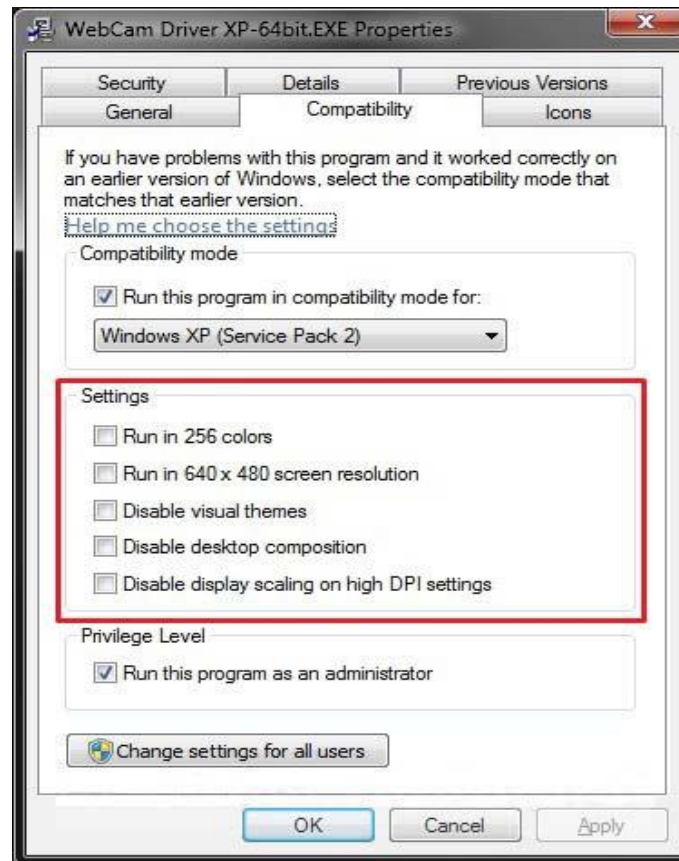 WebCam Driver XP-64bit.EXE Properties
Security Details Previous Versions
General Compatibility Icons
If you have problems with this program and it worked correctly on
an earlier version of Windows, select the compatibility mode that
matches that earlier version.
Help me choose the settings
Compatibility mode
Run this program in compatibility mode for:
Windows XP (Service Pack 2)
Settings
Run in 256 colors
Run in 640 x 480 screen resolution
Disable visual themes
Disable desktop composition
Disable display scaling on high DPI settings
Privilege Level
Run this program as an administrator
Change settings for all users
OK Cancel Apply